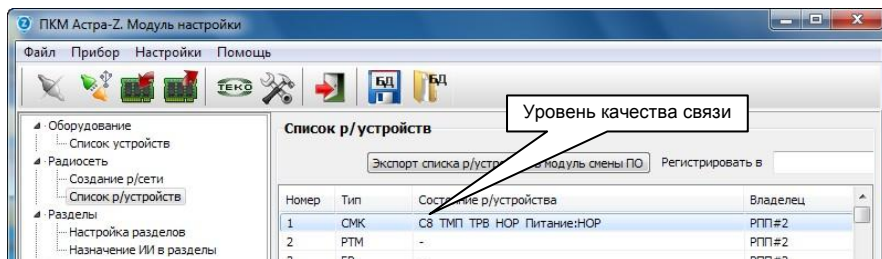 ПКМ Астра-Z. Модуль настройки
Файл Прибор Настройки Помощь
ТЕКО БД БД
Уровень качества связи
Оборудование
Список устройств
Радиосеть
Создание р/сети
Список р/устройств
Разделы
Настройка разделов
Назначение ИИ в разделы
Список р/устройств
Экспорт списка р/устр в модуль смены ПО Регистрировать в
Номер Тип Состояние р/устройства Владелец
1 СМК С8 ТМП ТРВ НОР Питание:НОР РПП#2
2 РТМ - РПП#2